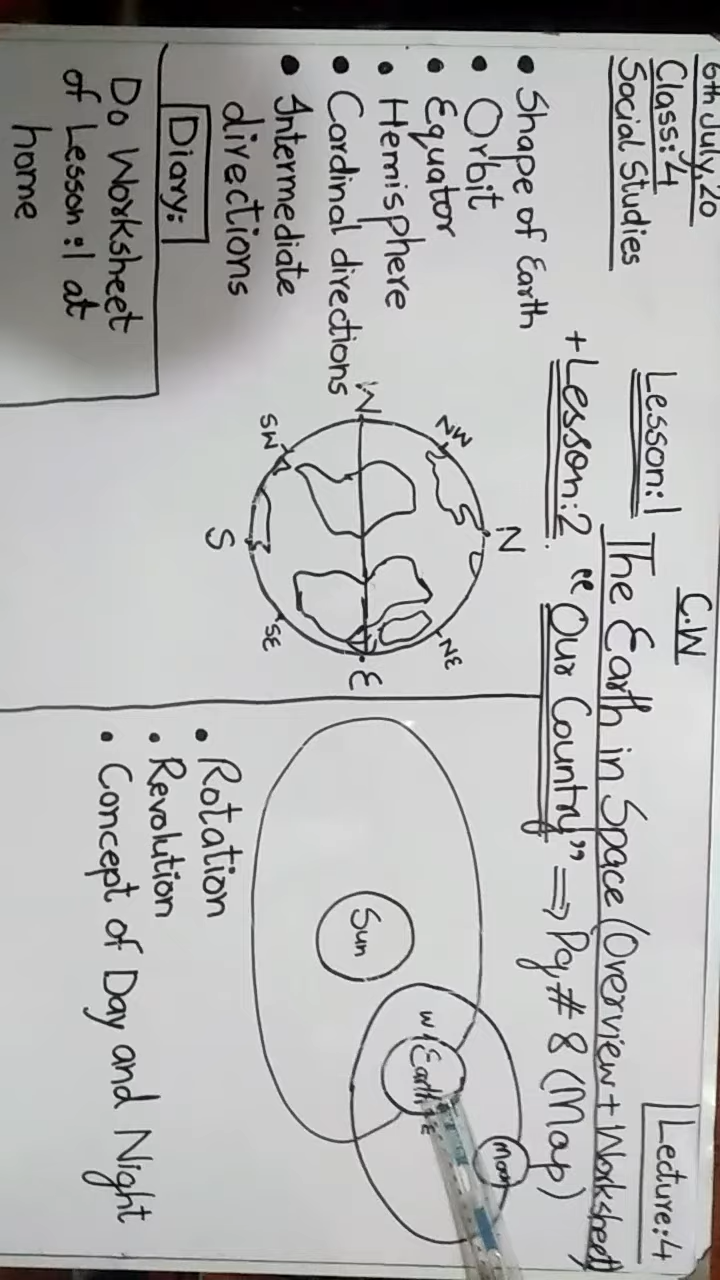 6th July, 20
Class: 4
Social Studies
C.W
Lecture: 4
Lesson: 1 The Earth in Space (Overview + Worksheet)
+ Lesson: 2 "Our Country" ⇒ Pg # 8 (Map)
• Shape of Earth
• Orbit
• Equator
• Hemisphere
• Cardinal directions
• Intermediate
directions
Diary:
Do Worksheet
of Lesson: 1 at
home
N
NW
NE
W
E
SW
SE
S
Sun
W
Earth
E
Moon
• Rotation
• Revolution
• Concept of Day and Night